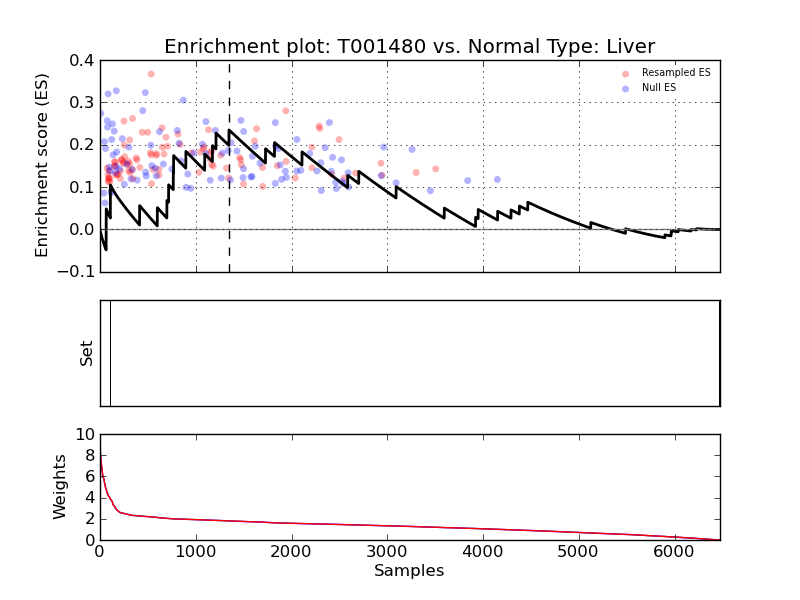 Enrichment plot: T001480 vs. Normal Type: Liver
Enrichment score (ES)
0.4
0.3
0.2
0.1
0.0
−0.1
Resampled ES
Null ES
Set
Weights
10
8
6
4
2
0
0 1000 2000 3000 4000 5000 6000
Samples